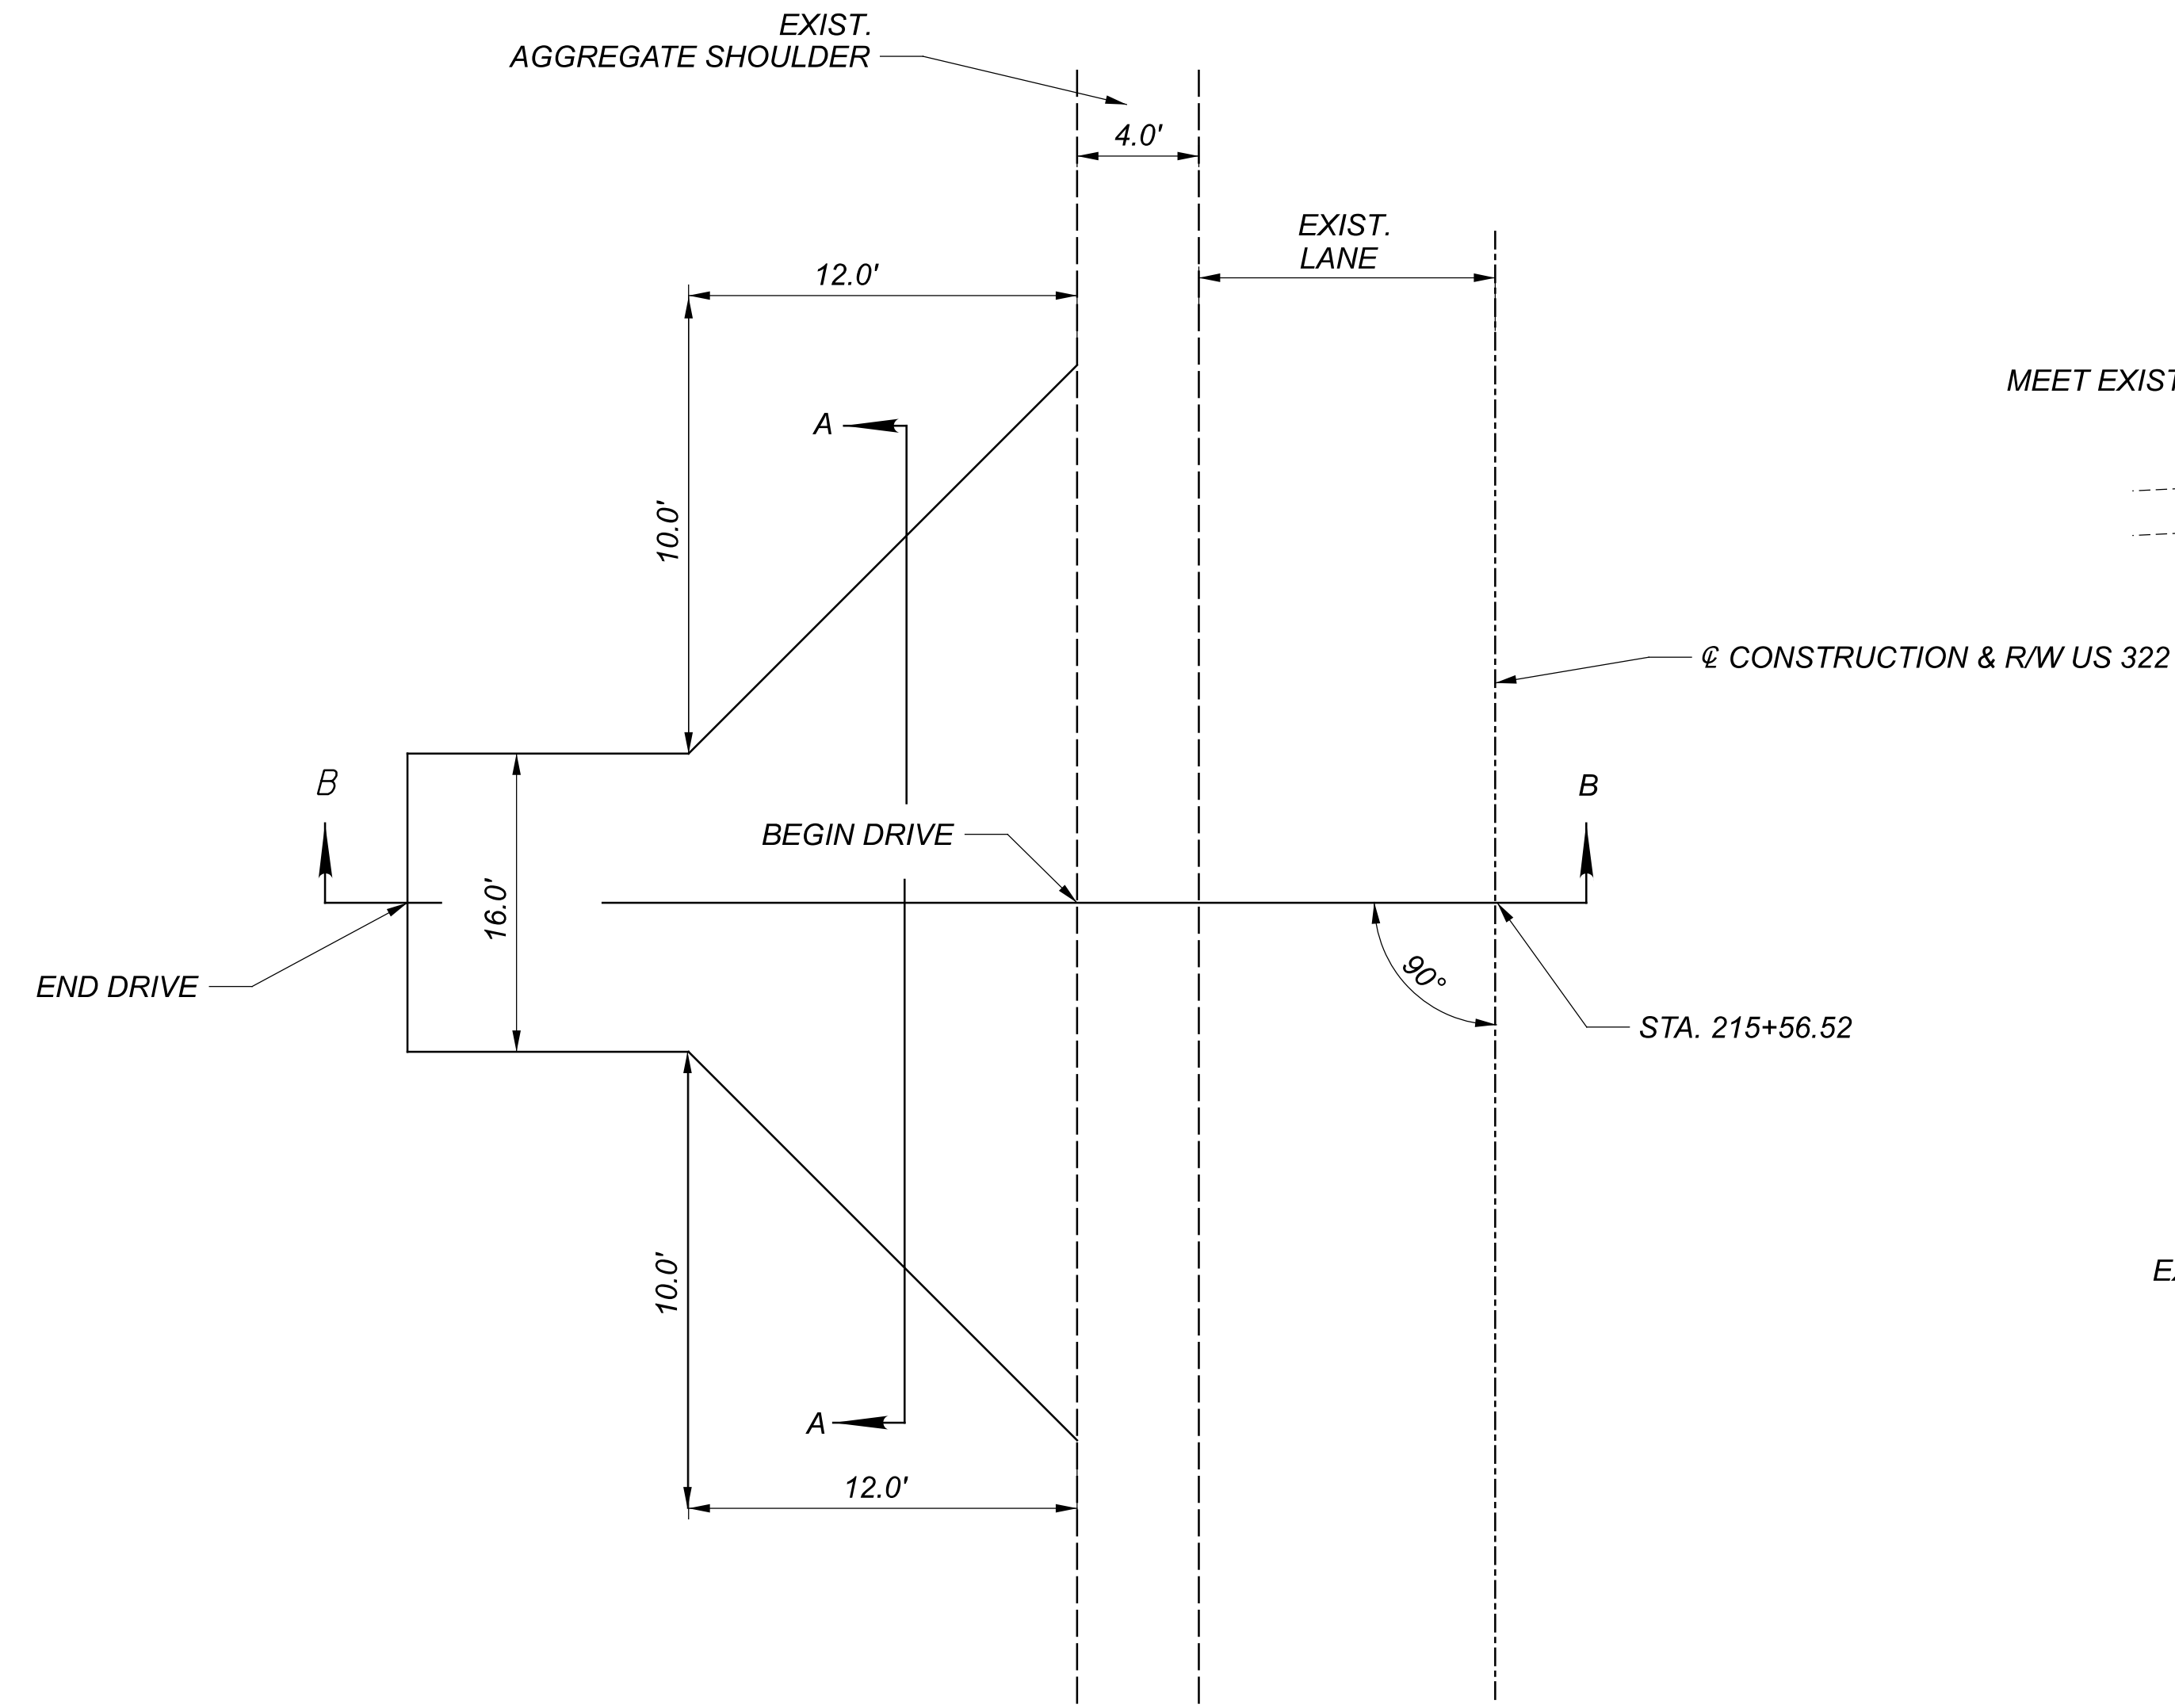 EXIST.
AGGREGATE SHOULDER
4.0'
EXIST.
LANE
12.0'
MEET EXIST
A
10.0'
℄ CONSTRUCTION & R/W US 322
B
B
BEGIN DRIVE
16.0'
90°
END DRIVE
STA. 215+56.52
10.0'
A
12.0'